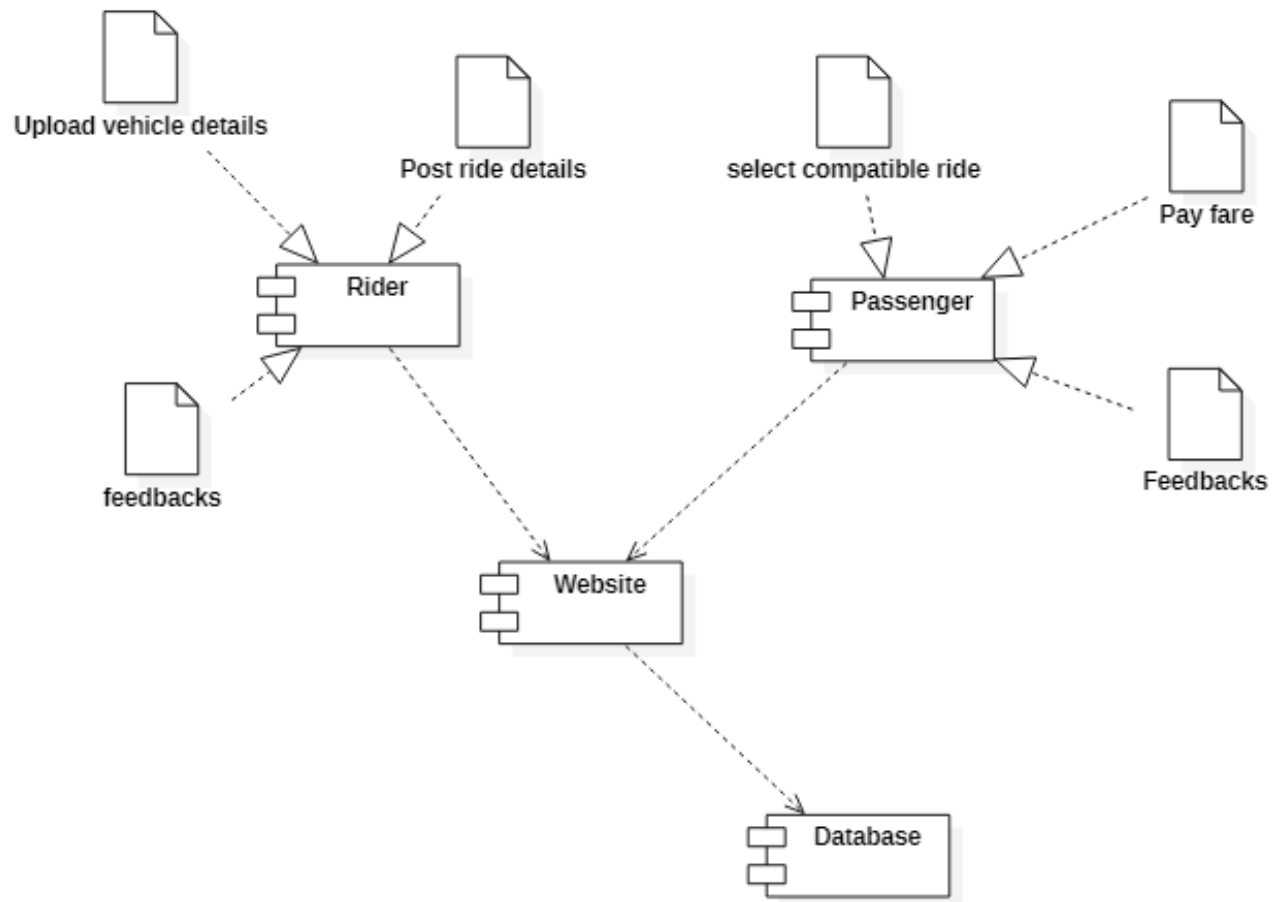 Upload vehicle details
Post ride details
select compatible ride
Pay fare
Rider
Passenger
feedbacks
Feedbacks
Website
Database